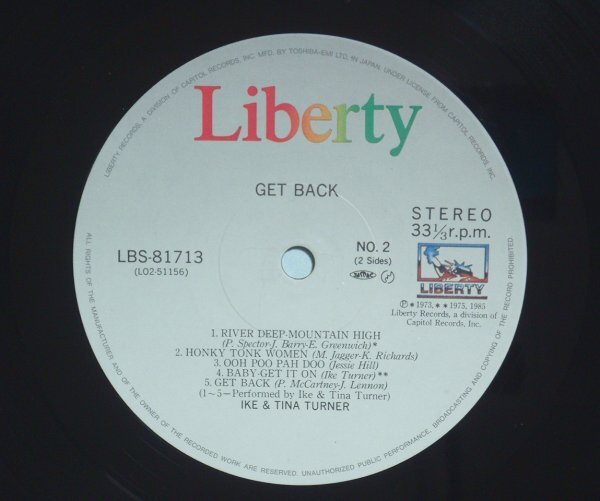 LIBERTY RECORDS, A DIVISION OF CAPITOL RECORDS, INC. MFD. BY TOSHIBA-EMI LTD. IN JAPAN. UNDER LICENSE FROM CAPITOL RECORDS, INC.
Liberty
GET BACK
STEREO
33⅓r.p.m.
LBS-81713
(LO2-51156)
NO. 2
(2 Sides)
LIBERTY
Ⓟ*1973, **1975, 1985
Liberty Records, a division of
Capitol Records, Inc.
1. RIVER DEEP-MOUNTAIN HIGH
(P. Spector-J. Barry-E. Greenwich)*
2. HONKY TONK WOMEN (M. Jagger-K. Richards)
3. OOH POO PAH DOO (Jessie Hill)
4. BABY-GET IT ON (Ike Turner)**
5. GET BACK (P. McCartney-J. Lennon)
(1~5—Performed by Ike & Tina Turner)
IKE & TINA TURNER
ALL RIGHTS OF THE MANUFACTURER AND OF THE OWNER OF THE RECORDED WORK ARE RESERVED. UNAUTHORIZED PUBLIC PERFORMANCE, BROADCASTING AND COPYING OF THE RECORD PROHIBITED.